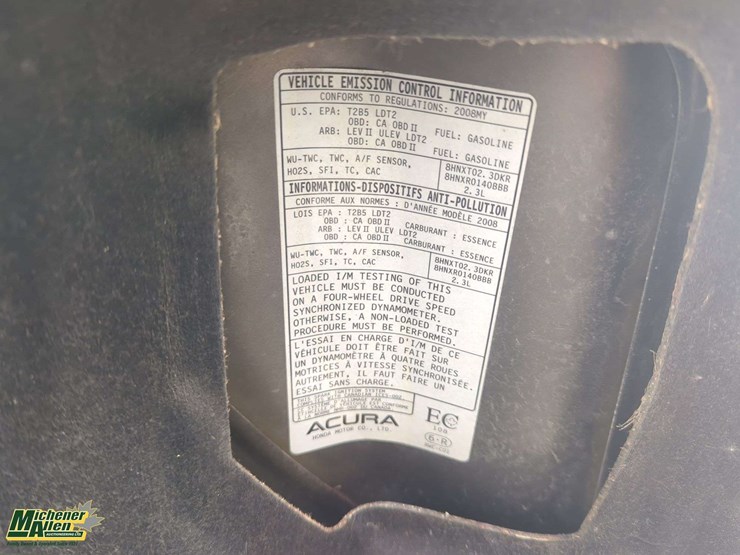 VEHICLE EMISSION CONTROL INFORMATION
CONFORMS TO REGULATIONS: 2008MY
U.S. EPA: T2B5 LDT2
OBD: CA OBD II FUEL: GASOLINE
ARB: LEV II ULEV LDT2
OBD: CA OBD II FUEL: GASOLINE
WU-TWC, TWC, A/F SENSOR,
HO2S, SFI, TC, CAC
8HNXT02.3DKR
8HNXR0140BBB
2.3L
INFORMATIONS-DISPOSITIFS ANTI-POLLUTION
CONFORME AUX NORMES : D'ANNÉE MODÈLE 2008
LOIS EPA : T2B5 LDT2
OBD : CA OBD II CARBURANT : ESSENCE
ARB : LEV II ULEV LDT2
OBD : CA OBD II CARBURANT : ESSENCE
WU-TWC, TWC, A/F SENSOR,
HO2S, SFI, TC, CAC
8HNXT02.3DKR
8HNXR0140BBB
2.3L
LOADED I/M TESTING OF THIS
VEHICLE MUST BE CONDUCTED
ON A FOUR-WHEEL DRIVE SPEED
SYNCHRONIZED DYNAMOMETER.
OTHERWISE, A NON-LOADED TEST
PROCEDURE MUST BE PERFORMED.
L'ESSAI EN CHARGE D'I/M DE CE
VÉHICULE DOIT ÊTRE FAIT SUR
UN DYNAMOMÈTRE À QUATRE ROUES
MOTRICES À VITESSE SYNCHRONISÉE.
AUTREMENT, IL FAUT FAIRE UN
ESSAI SANS CHARGE.
ACURA
HONDA MOTOR CO., LTD.
EC
108
6-R
Michener
Allen
AUCTIONEERING LTD.